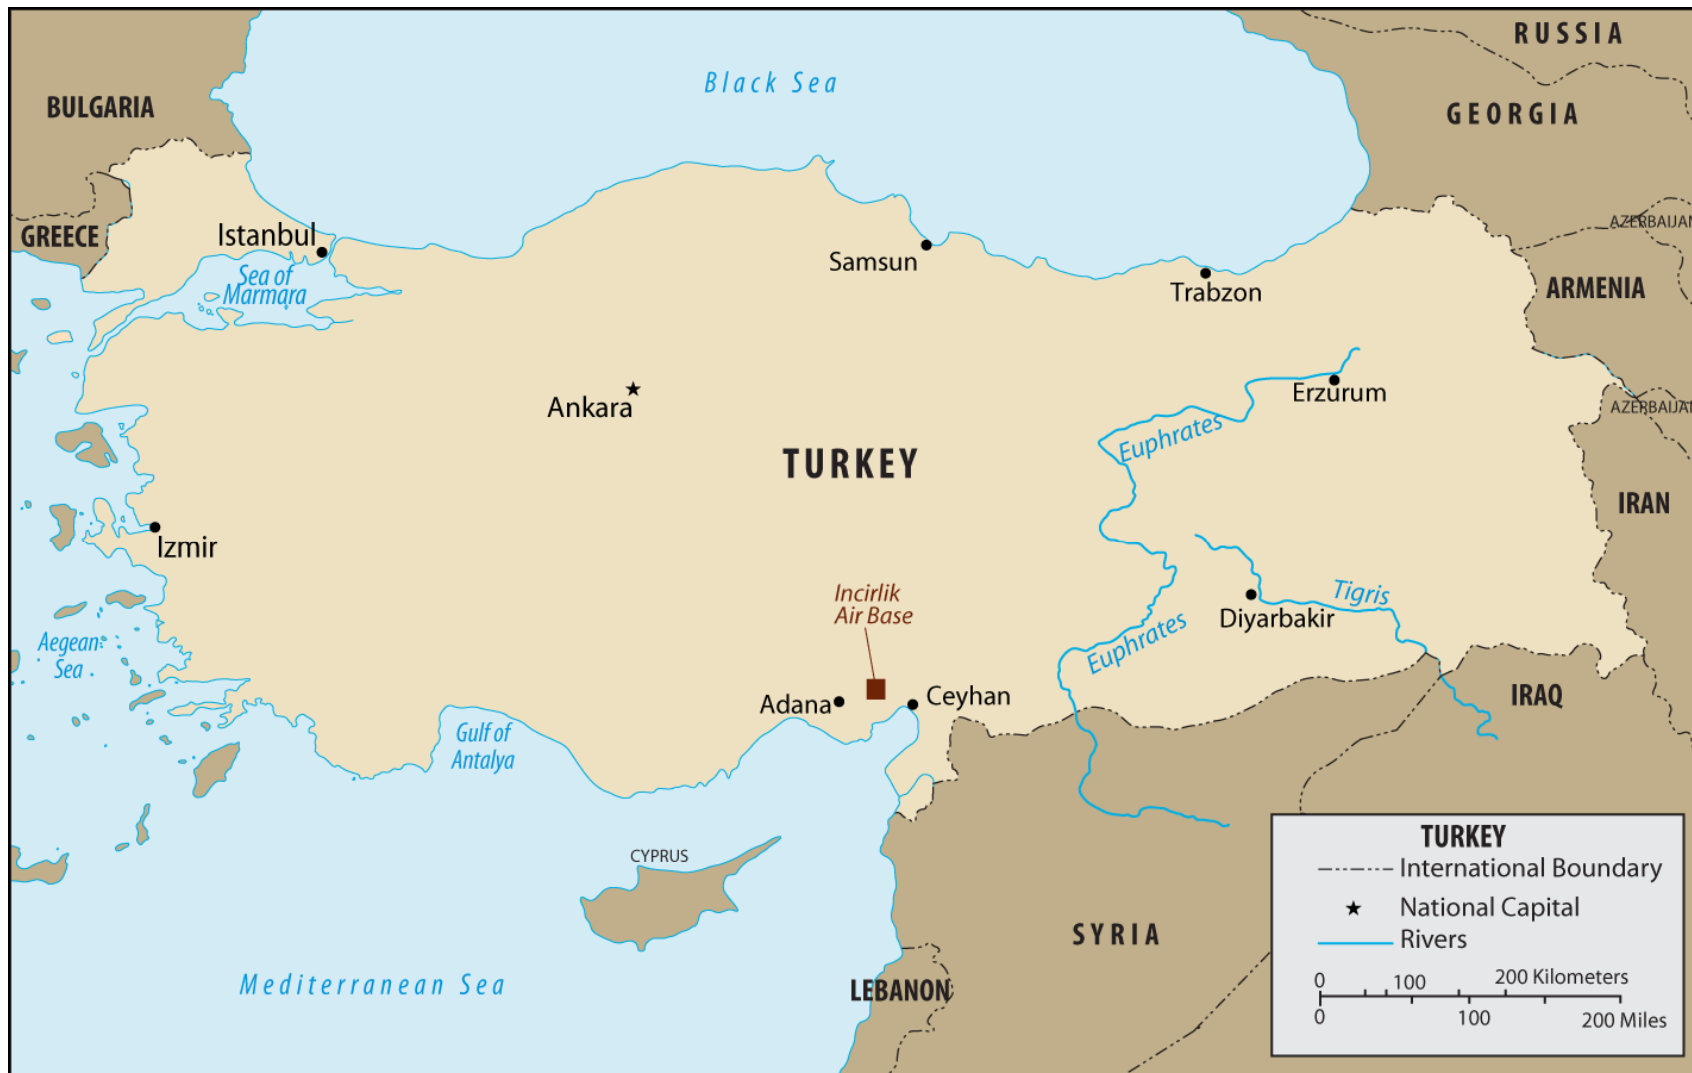 RUSSIA
Black Sea
BULGARIA
GEORGIA
AZERBAIJAN
GREECE
Istanbul
Samsun
Sea of
Marmara
Trabzon
ARMENIA
Ankara
Erzurum
AZERBAIJAN
Euphrates
TURKEY
IRAN
Izmir
Incirlik
Air Base
Tigris
Diyarbakir
Euphrates
Aegean
Sea
Adana
Ceyhan
IRAQ
Gulf of
Antalya
CYPRUS
SYRIA
Mediterranean Sea
LEBANON
TURKEY
International Boundary
National Capital
Rivers
0 100 200 Kilometers
0 100 200 Miles